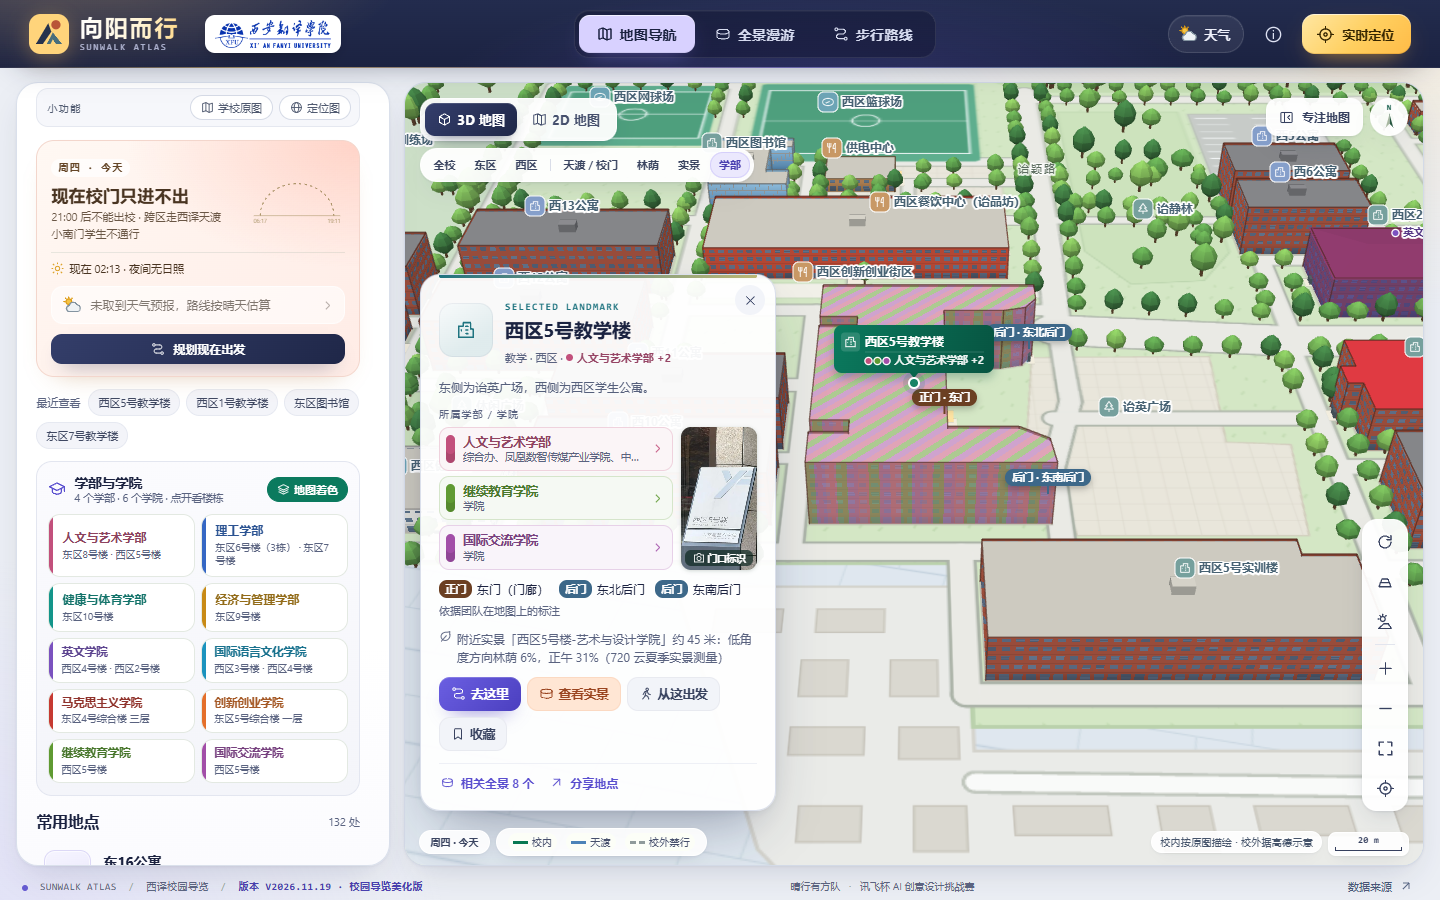 向阳而行
SUNWALK ATLAS
西安翻译学院
XI' AN FANYI UNIVERSITY
地图导航
全景漫游
步行路线
天气
实时定位
小功能
学校原图
定位图
周四 · 今天
现在校门只进不出
21:00 后不能出校 · 跨区走西译天渡
小南门学生不通行
现在 02:13 · 夜间无日照
未取到天气预报，路线按晴天估算
规划现在出发
最近查看
西区5号教学楼
西区1号教学楼
东区图书馆
东区7号教学楼
学部与学院
4 个学部 · 6 个学院 · 点开看楼栋
地图着色
人文与艺术学部
东区8号楼 · 西区5号楼
理工学部
东区6号楼（3栋） · 东区7
号楼
健康与体育学部
东区10号楼
经济与管理学部
东区9号楼
英文学院
西区4号楼 · 西区2号楼
国际语言文化学院
西区3号楼 · 西区4号楼
马克思主义学院
东区4号综合楼 三层
创新创业学院
东区5号综合楼 一层
继续教育学院
西区5号楼
国际交流学院
西区5号楼
常用地点
132 处
东16公寓
3D 地图
2D 地图
全校
东区
西区
天渡 / 校门
林荫
实景
学部
专注地图
N
西区网球场
西区篮球场
练场
西区图书馆
供电中心
诒颖路
西6公寓
西13公寓
西区餐饮中心（诒品坊）
诒静林
西区2
英文
西区创新创业街区
西区5号教学楼
人文与艺术学部 +2
后门 · 东北后门
正门 · 东门
诒英广场
后门 · 东南后门
西区5号实训楼
SELECTED LANDMARK
西区5号教学楼
教学 · 西区 · 人文与艺术学部 +2
东侧为诒英广场，西侧为西区学生公寓。
所属学部 / 学院
人文与艺术学部
综合办、凤凰数智传媒产业学院、中...
继续教育学院
学院
国际交流学院
学院
门口标识
正门 东门（门廊）
后门 东北后门
后门 东南后门
依据团队在地图上的标注
附近实景「西区5号楼-艺术与设计学院」约 45 米：低角
度方向林荫 6%，正午 31%（720 云夏季实景测量）
去这里
查看实景
从这出发
收藏
相关全景 8 个
分享地点
周四 · 今天
校内
天渡
校外禁行
校内按原图描绘 · 校外据高德示意
20 m
SUNWALK ATLAS / 西译校园导览 / 版本 V2026.11.19 · 校园导览美化版
晴行有方队 · 讯飞杯 AI 创意设计挑战赛
数据来源